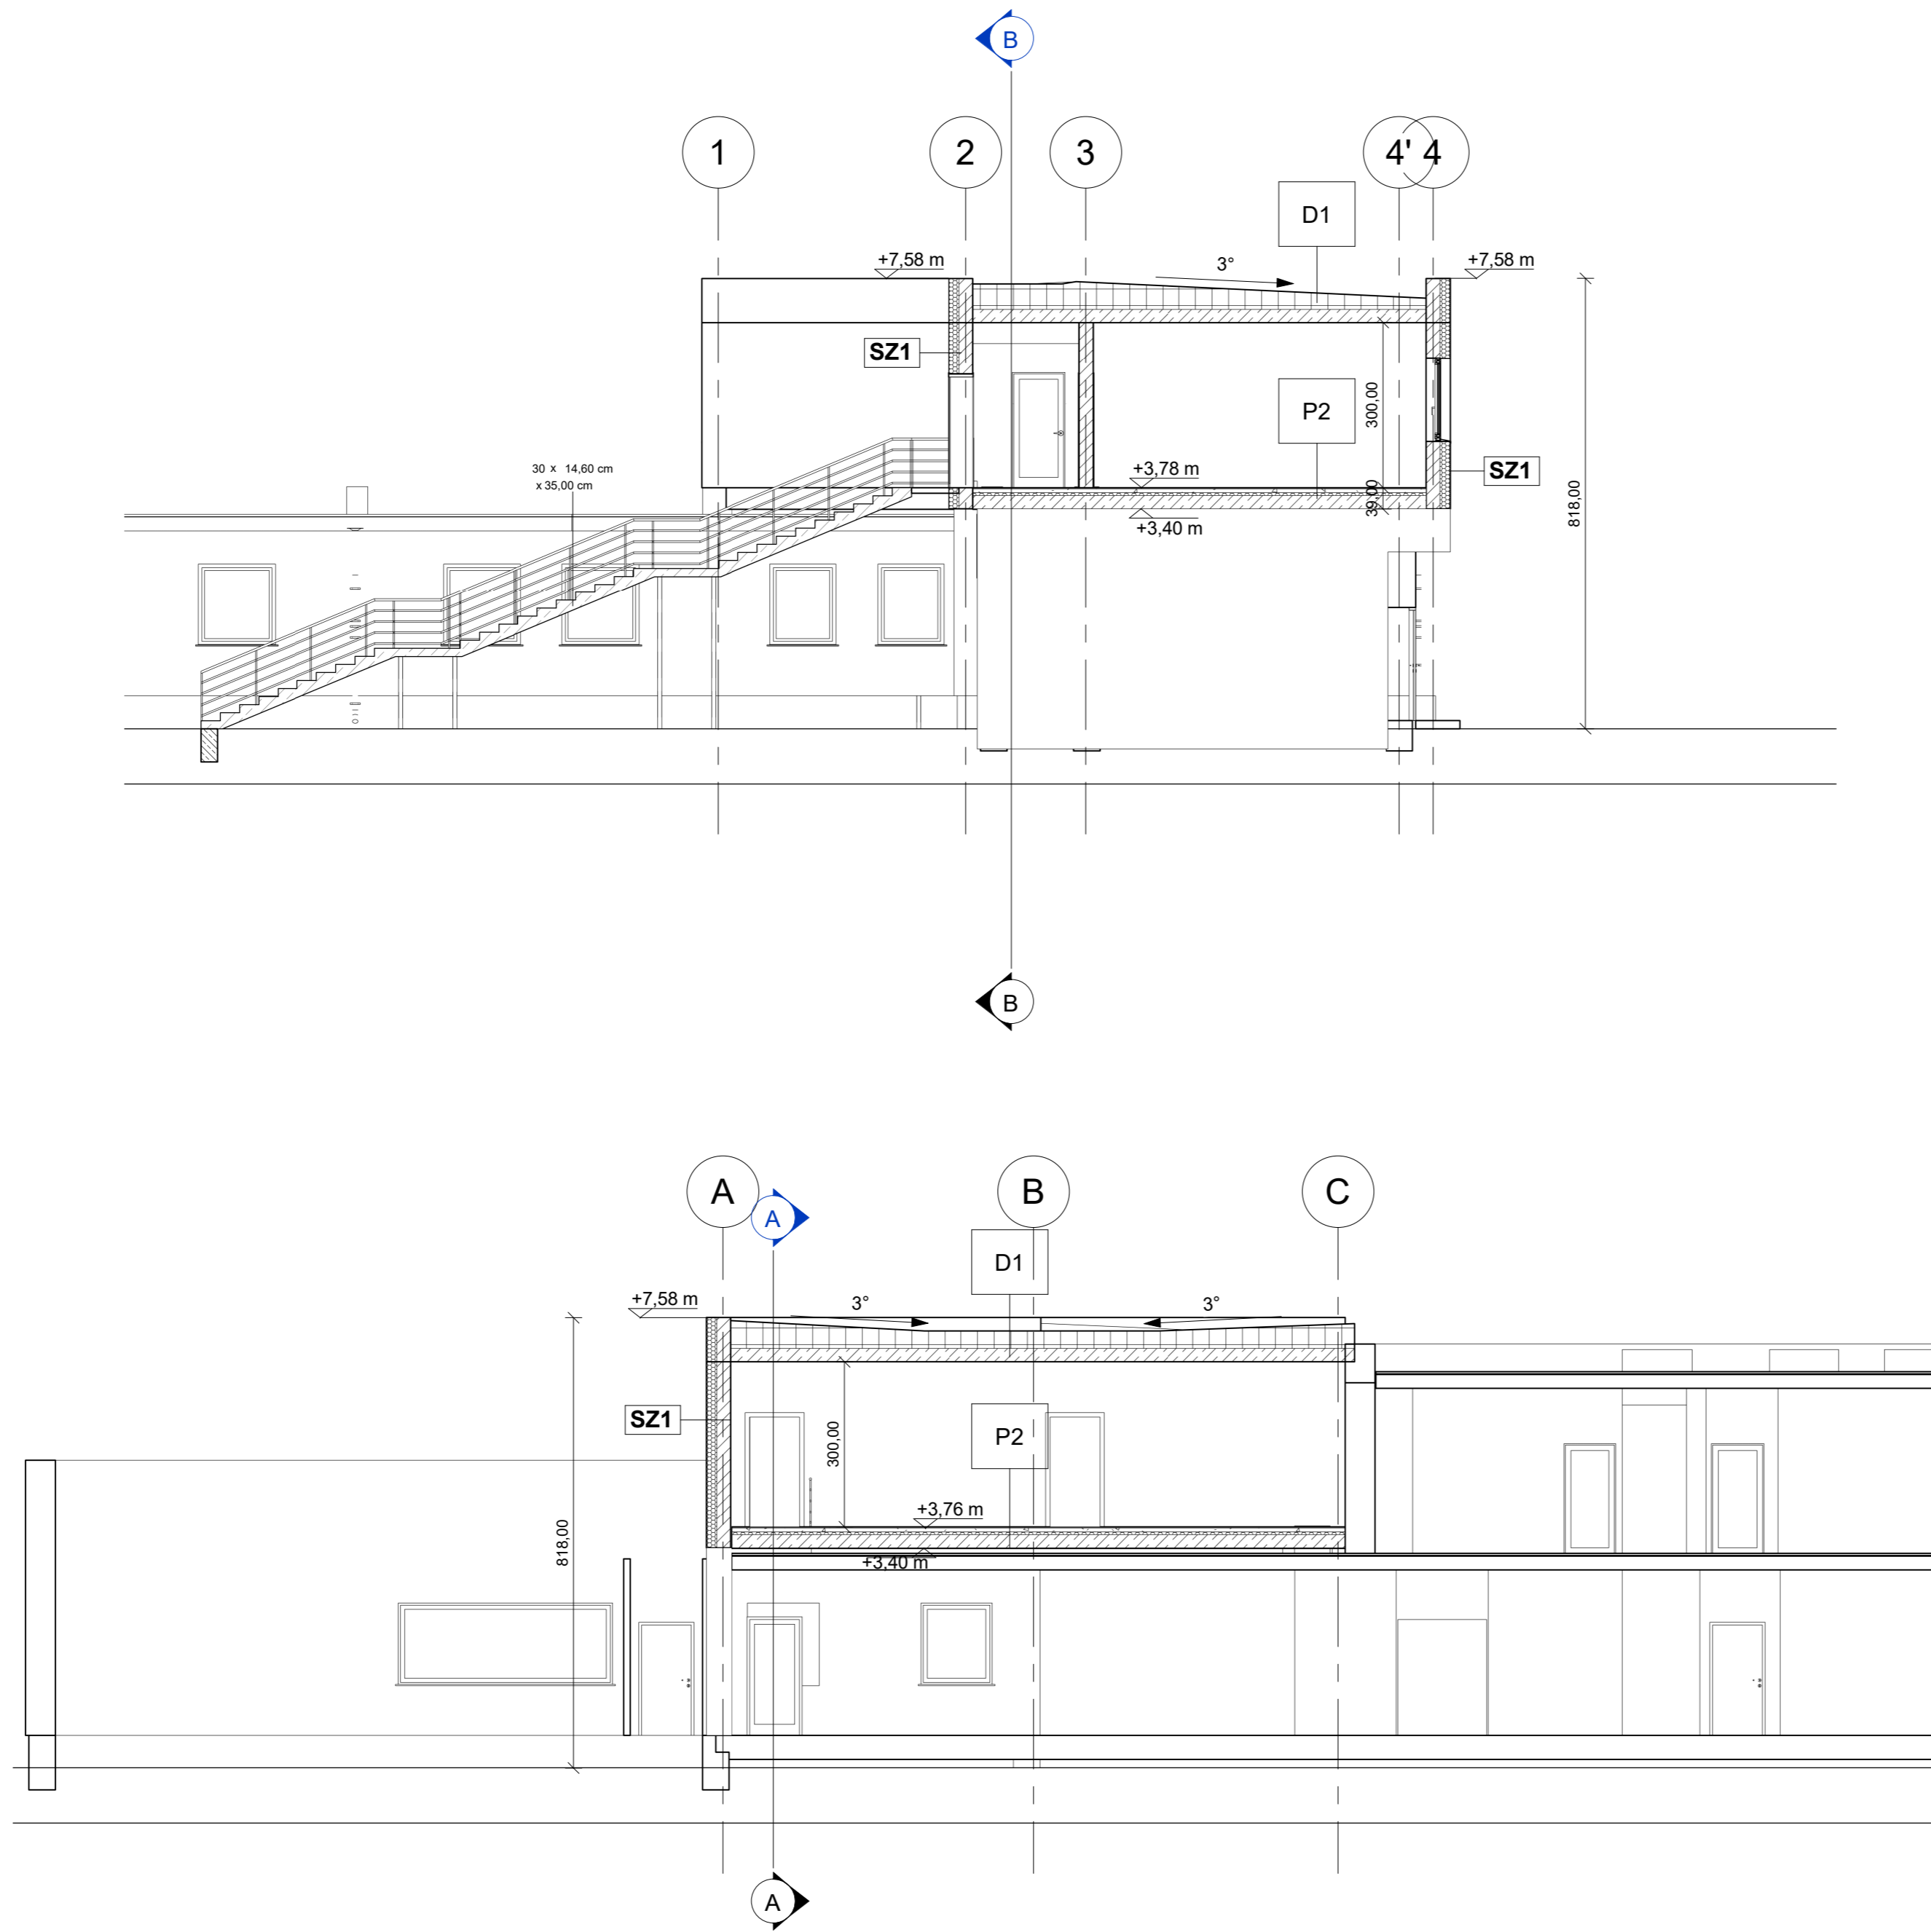 B
1
2
3
4'
4
D1
+7,58 m
3°
+7,58 m
SZ1
300,00
P2
30 x 14,60 cm
x 35,00 cm
+3,78 m
SZ1
39,00
818,00
+3,40 m
B
A
B
C
A
D1
+7,58 m
3°
3°
SZ1
300,00
P2
+3,76 m
818,00
+3,40 m
A